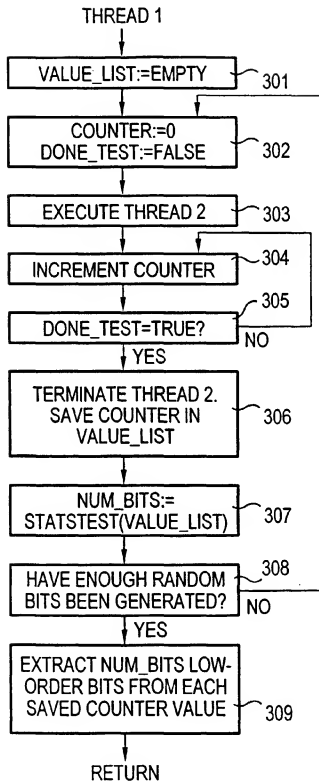 THREAD 1
VALUE_LIST:=EMPTY
301
COUNTER:=0
DONE_TEST:=FALSE
302
EXECUTE THREAD 2
303
INCREMENT COUNTER
304
DONE_TEST=TRUE?
305
NO
YES
TERMINATE THREAD 2.
SAVE COUNTER IN
VALUE_LIST
306
NUM_BITS:=
STATSTEST(VALUE_LIST)
307
HAVE ENOUGH RANDOM
BITS BEEN GENERATED?
308
NO
YES
EXTRACT NUM_BITS LOW-
ORDER BITS FROM EACH
SAVED COUNTER VALUE
309
RETURN